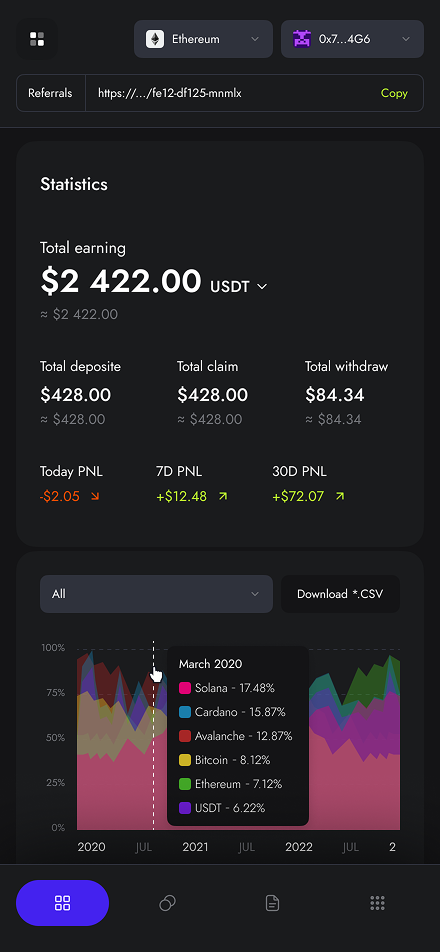 Ethereum 0x7...4G6
Referrals https://.../fe12-df125-mnmlx Copy
Statistics
Total earning
$2 422.00 USDT
≈ $2 422.00
Total deposite Total claim Total withdraw
$428.00 $428.00 $84.34
≈ $428.00 ≈ $428.00 ≈ $84.34
Today PNL 7D PNL 30D PNL
-$2.05 +$12.48 +$72.07
All Download *.CSV
100%
75%
50%
25%
0%
March 2020
Solana - 17.48%
Cardano - 15.87%
Avalanche - 12.87%
Bitcoin - 8.12%
Ethereum - 7.12%
USDT - 6.22%
2020 JUL 2021 JUL 2022 JUL 2